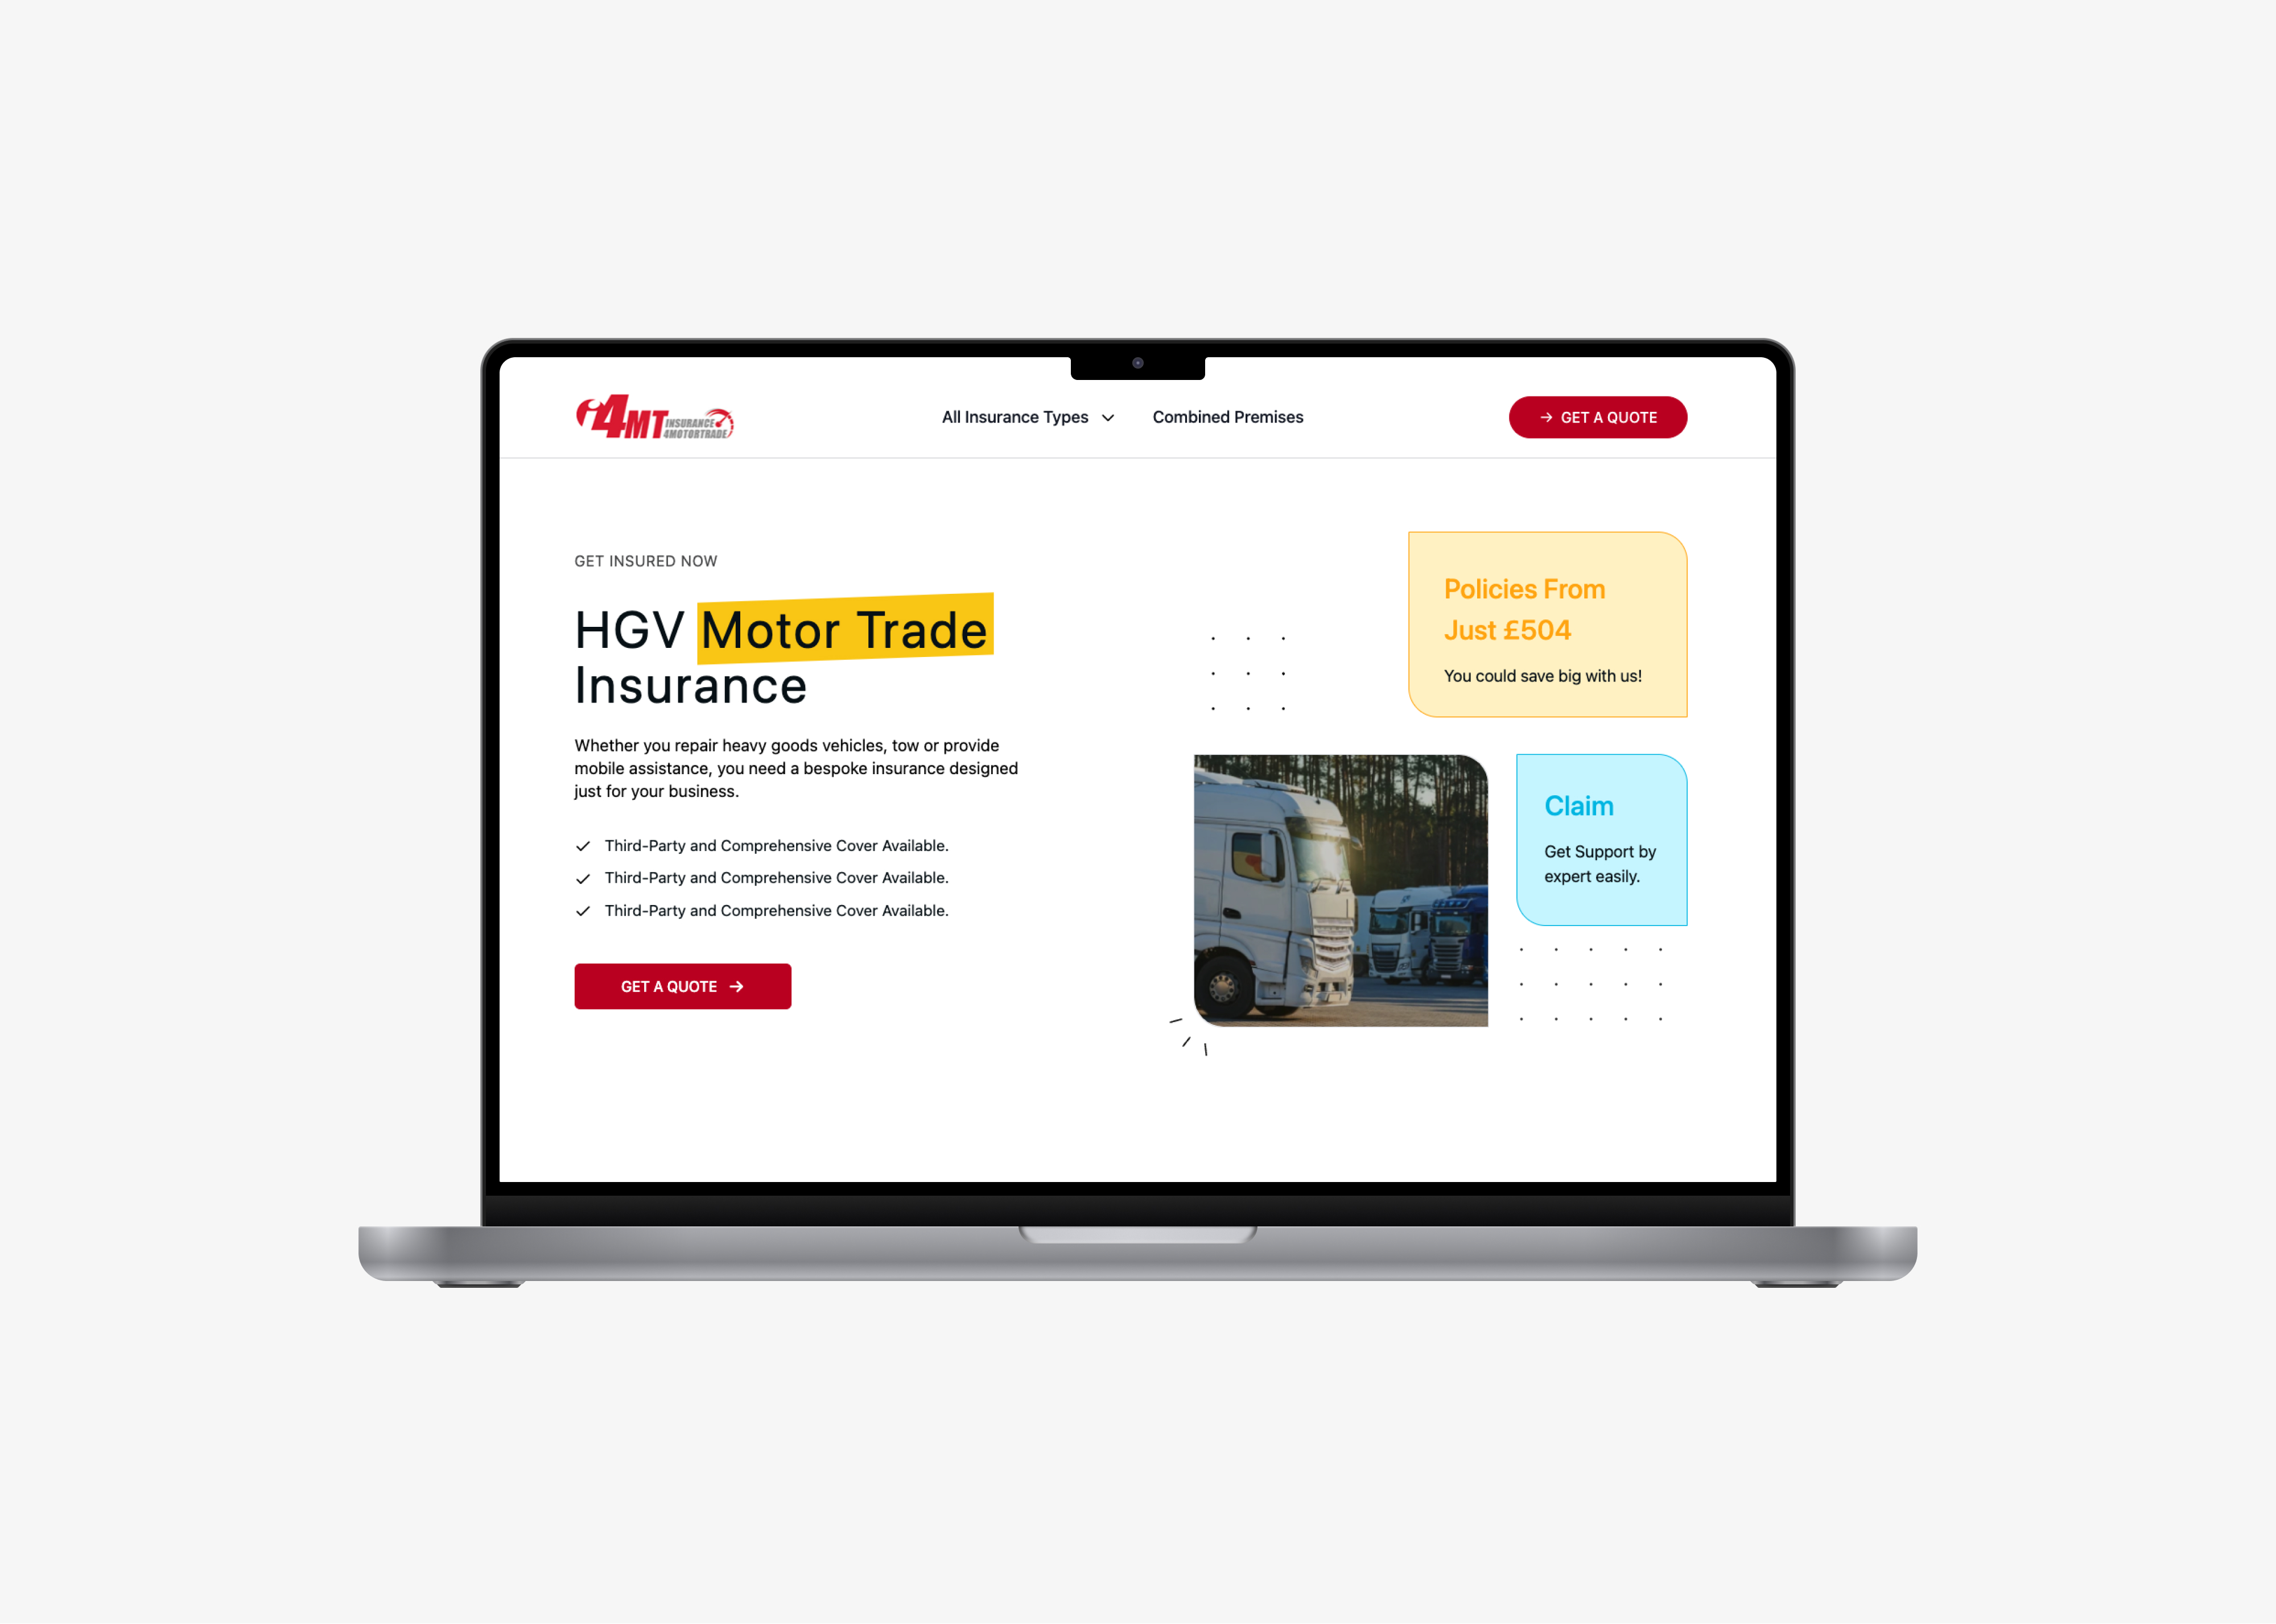 i4MT INSURANCE
4MOTORTRADE
All Insurance Types
Combined Premises
GET A QUOTE
GET INSURED NOW
HGV Motor Trade
Insurance
Whether you repair heavy goods vehicles, tow or provide
mobile assistance, you need a bespoke insurance designed
just for your business.
Third-Party and Comprehensive Cover Available.
Third-Party and Comprehensive Cover Available.
Third-Party and Comprehensive Cover Available.
GET A QUOTE
Policies From
Just £504
You could save big with us!
Claim
Get Support by
expert easily.